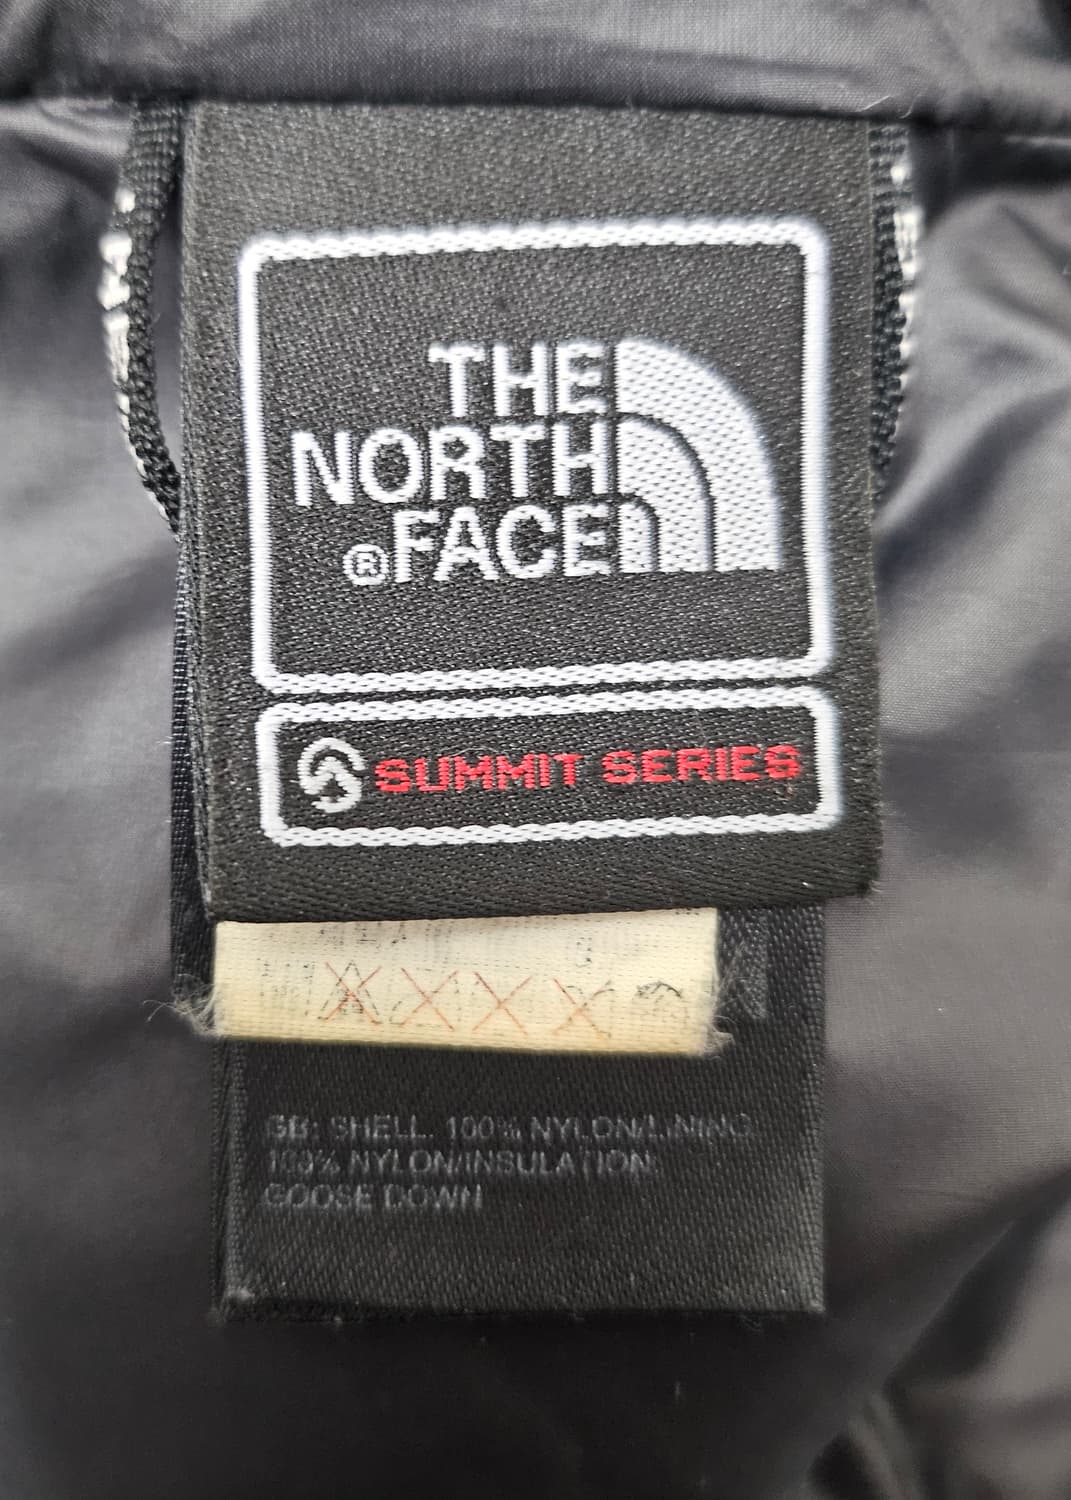 THE
NORTH
®FACE
SUMMIT SERIES
GB: SHELL. 100% NYLON/LINING
100% NYLON/INSULATION:
GOOSE DOWN